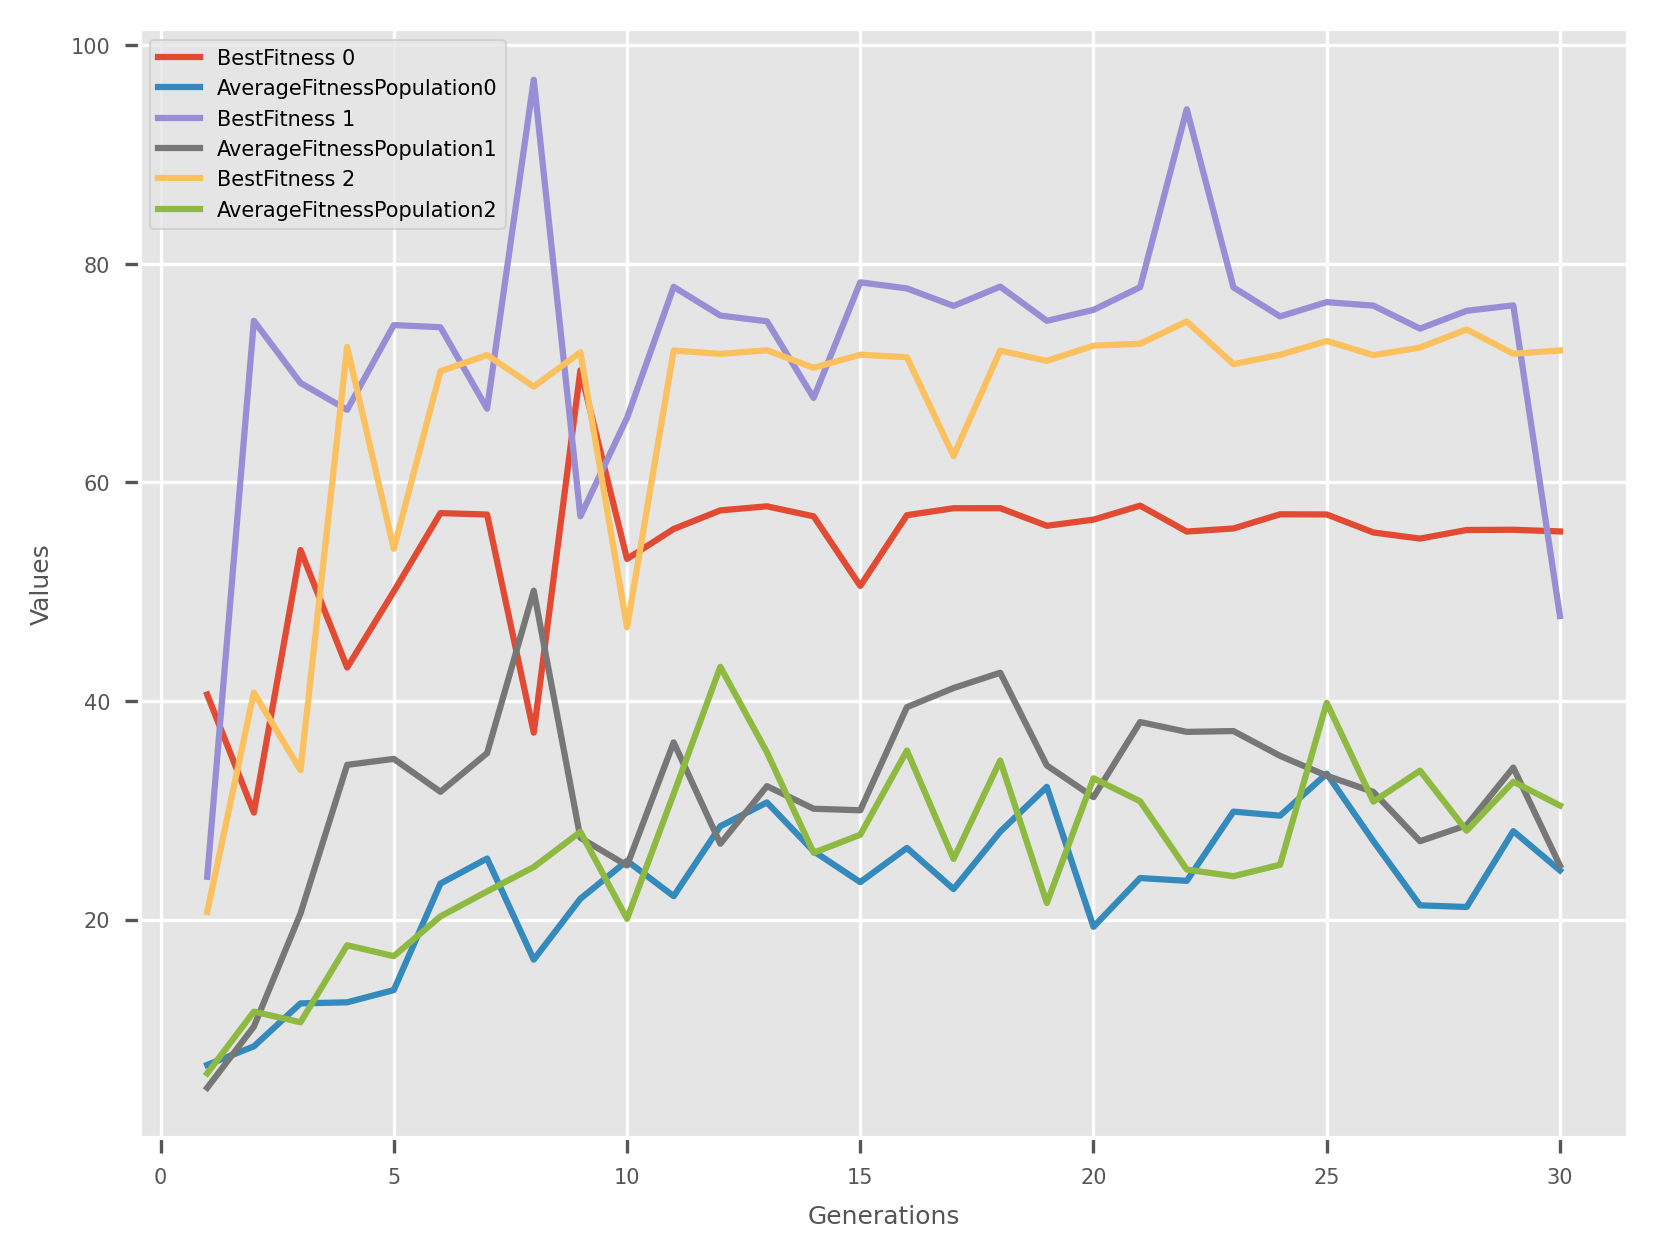 100
80
60
40
20
Values
BestFitness 0
AverageFitnessPopulation0
BestFitness 1
AverageFitnessPopulation1
BestFitness 2
AverageFitnessPopulation2
0 5 10 15 20 25 30
Generations